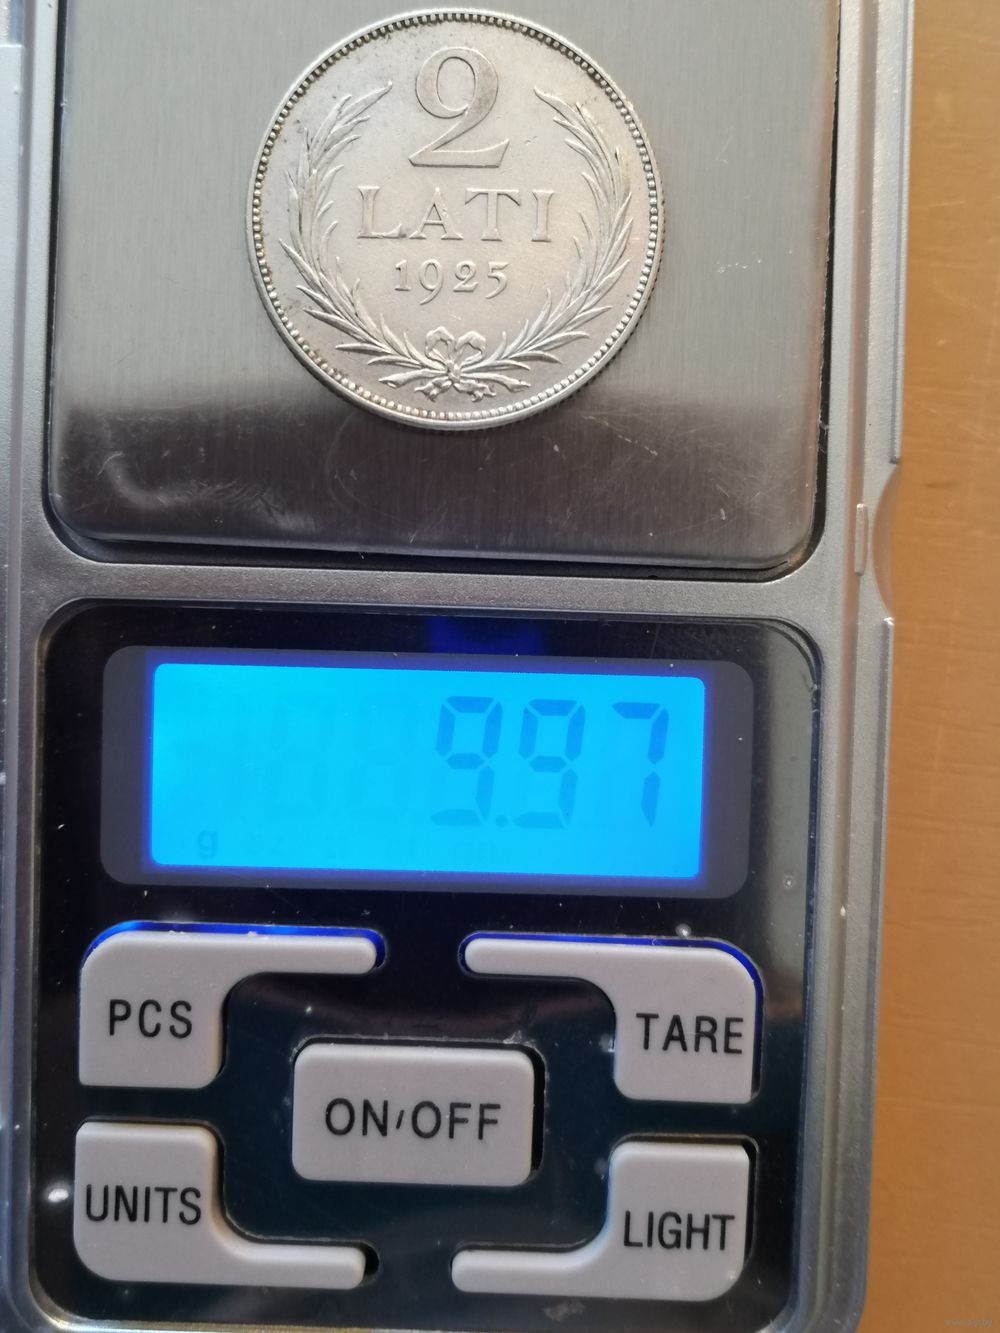 2
LATI
1925
9.97
g
PCS
TARE
ON/OFF
UNITS
LIGHT